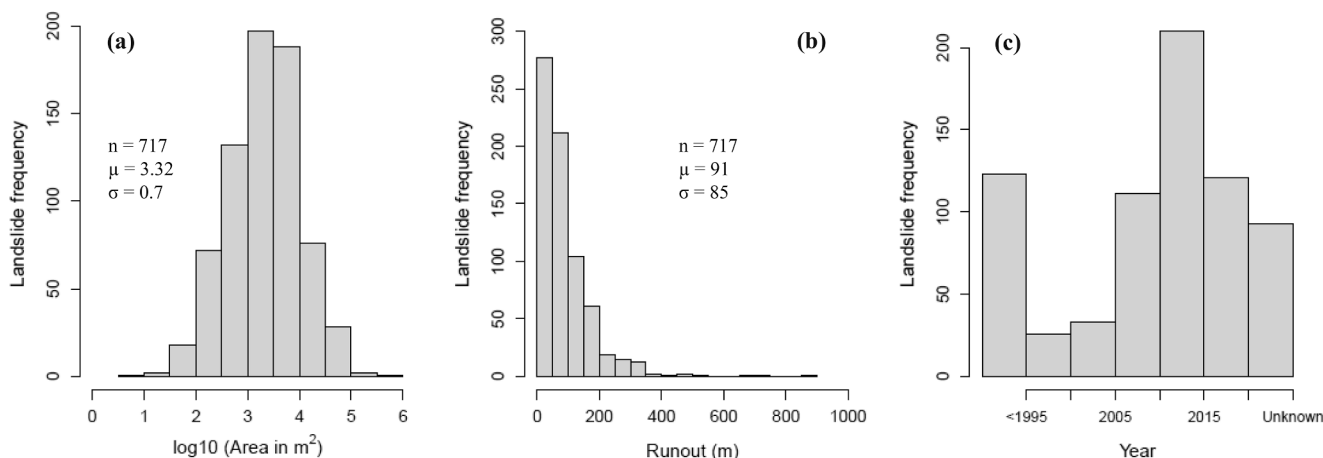 (a)
Landslide frequency
0 50 100 150 200
n = 717
μ = 3.32
σ = 0.7
0 1 2 3 4 5 6
log10 (Area in m²)
(b)
Landslide frequency
0 50 100 150 200 250 300
n = 717
μ = 91
σ = 85
0 200 400 600 800 1000
Runout (m)
(c)
Landslide frequency
0 50 100 150 200
<1995 2005 2015 Unknown
Year